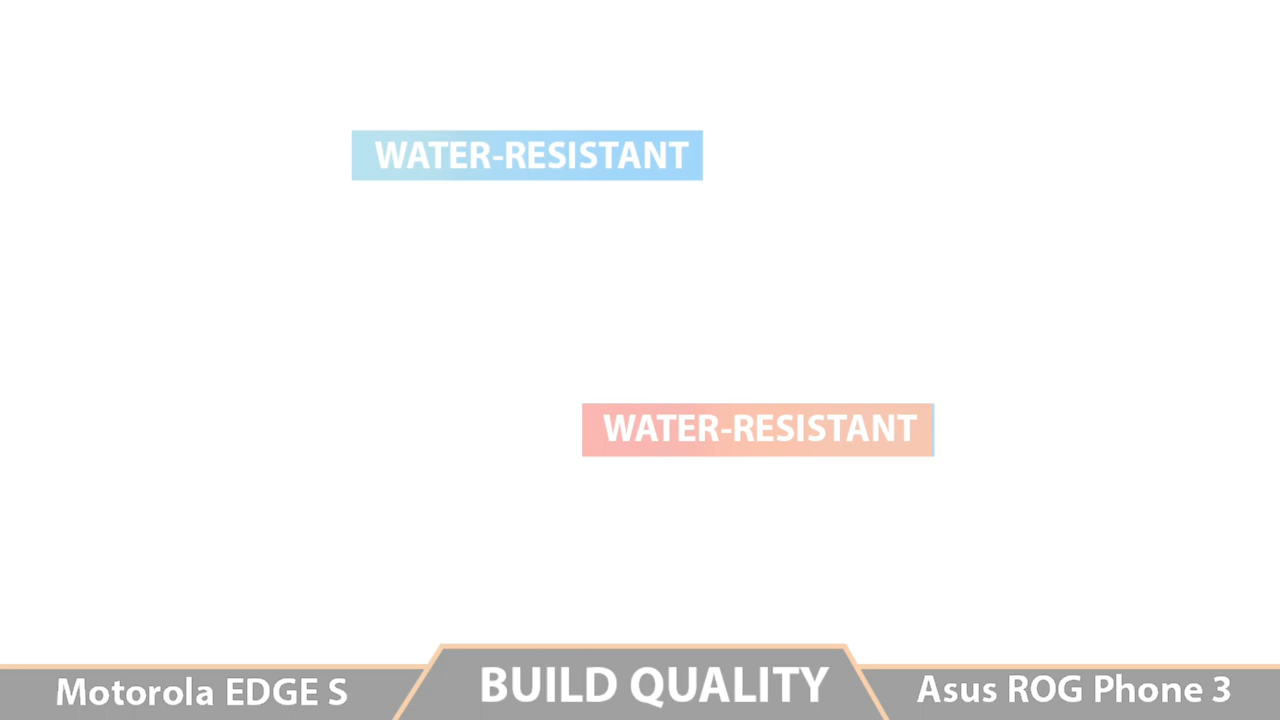 WATER-RESISTANT
WATER-RESISTANT
Motorola EDGE S
BUILD QUALITY
Asus ROG Phone 3